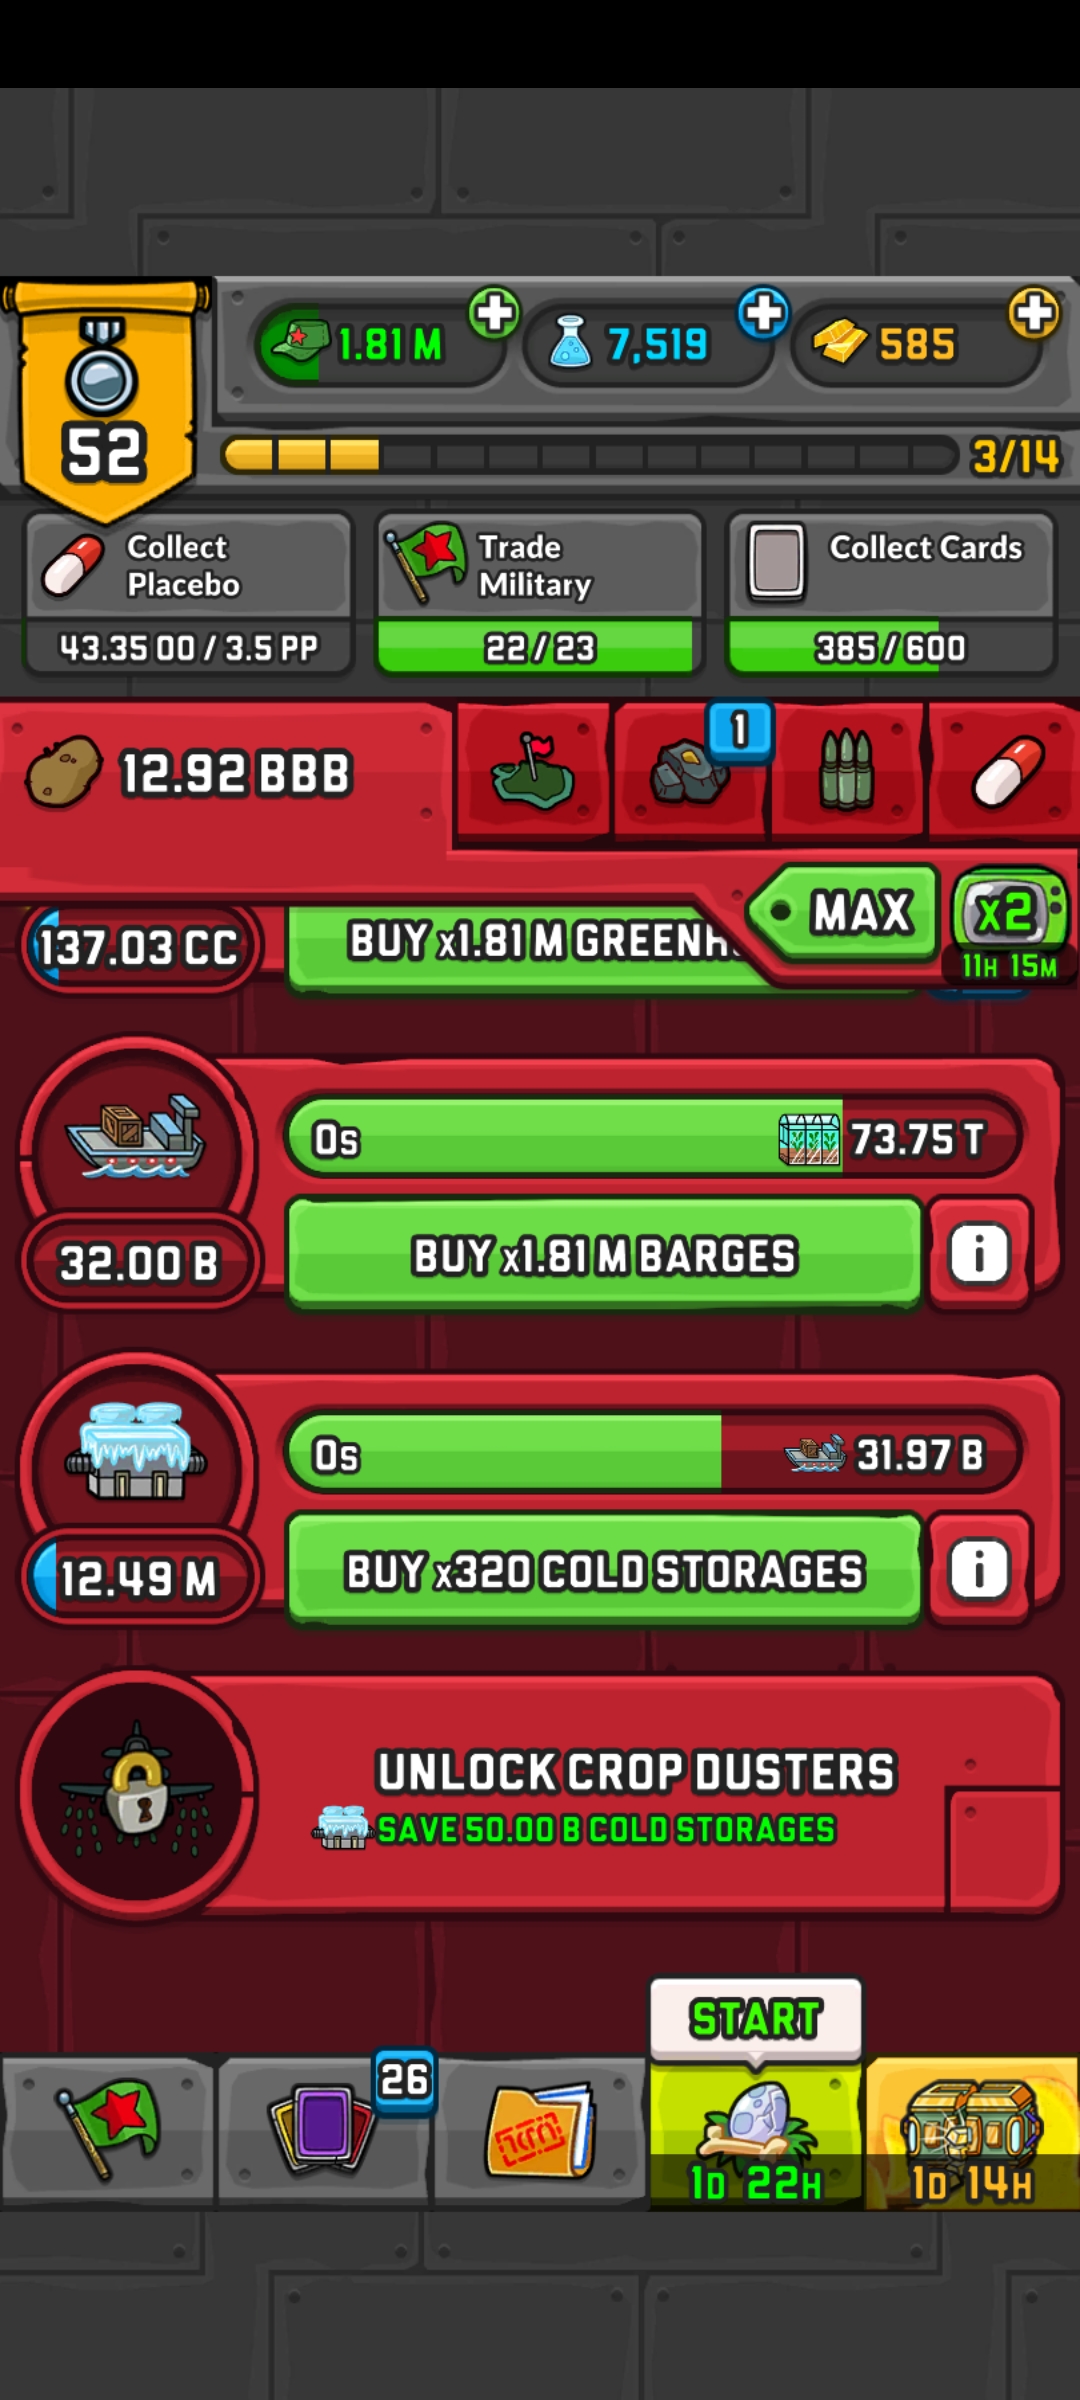 1.81 M
7,519
585
52
3/14
Collect
Placebo
43.35 OO / 3.5 PP
Trade
Military
22 / 23
Collect Cards
385 / 600
12.92 BBB
1
MAX
x2
11H 15M
137.03 CC
BUY x1.81 M GREENH
0s
73.75 T
32.00 B
BUY x1.81 M BARGES
i
0s
31.97 B
12.49 M
BUY x320 COLD STORAGES
i
UNLOCK CROP DUSTERS
SAVE 50.00 B COLD STORAGES
START
26
1D 22H
1D 14H